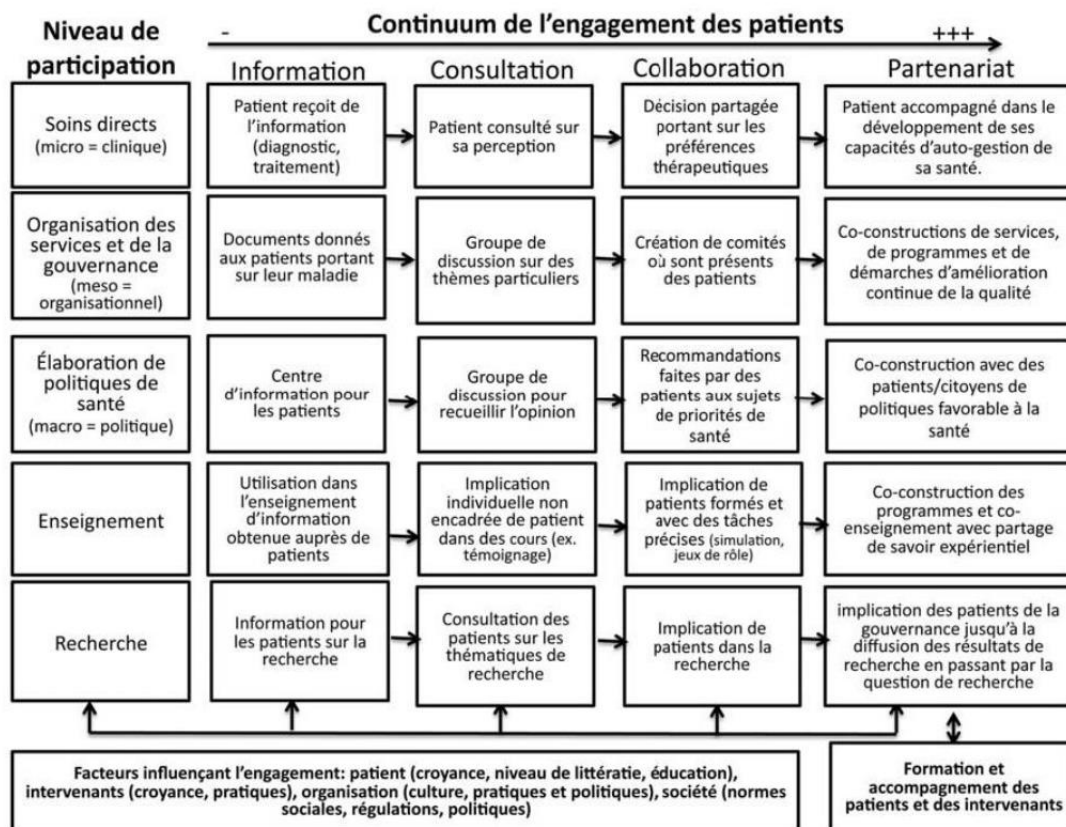 Niveau de
participation
-
Continuum de l’engagement des patients
+++
Information
Consultation
Collaboration
Partenariat
Soins directs
(micro = clinique)
Patient reçoit de
l’information
(diagnostic,
traitement)
Patient consulté sur
sa perception
Décision partagée
portant sur les
préférences
thérapeutiques
Patient accompagné dans le
développement de ses
capacités d’auto-gestion de
sa santé.
Organisation des
services et de la
gouvernance
(meso =
organisationnel)
Documents donnés
aux patients portant
sur leur maladie
Groupe de
discussion sur des
thèmes particuliers
Création de comités
où sont présents
des patients
Co-constructions de services,
de programmes et de
démarches d’amélioration
continue de la qualité
Élaboration de
politiques de
santé
(macro = politique)
Centre
d’information pour
les patients
Groupe de
discussion pour
recueillir l’opinion
Recommandations
faites par des
patients aux sujets
de priorités de
santé
Co-construction avec des
patients/citoyens de
politiques favorable à la
santé
Enseignement
Utilisation dans
l’enseignement
d’information
obtenue auprès de
patients
Implication
individuelle non
encadrée de patient
dans des cours (ex.
témoignage)
Implication de
patients formés et
avec des tâches
précises (simulation,
jeux de rôle)
Co-construction des
programmes et co-
enseignement avec partage
de savoir expérientiel
Recherche
Information pour
les patients sur la
recherche
Consultation des
patients sur les
thématiques de
recherche
Implication de
patients dans la
recherche
implication des patients de la
gouvernance jusqu’à la
diffusion des résultats de
recherche en passant par la
question de recherche
Facteurs influençant l’engagement: patient (croyance, niveau de littératie, éducation),
intervenants (croyance, pratiques), organisation (culture, pratiques et politiques), société (normes
sociales, régulations, politiques)
Formation et
accompagnement des
patients et des intervenants